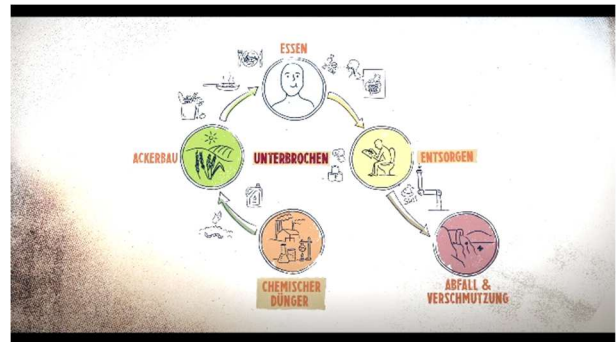 ESSEN
ACKERBAU
UNTERBROCHEN
ENTSORGEN
CHEMISCHER
DÜNGER
ABFALL &
VERSCHMUTZUNG